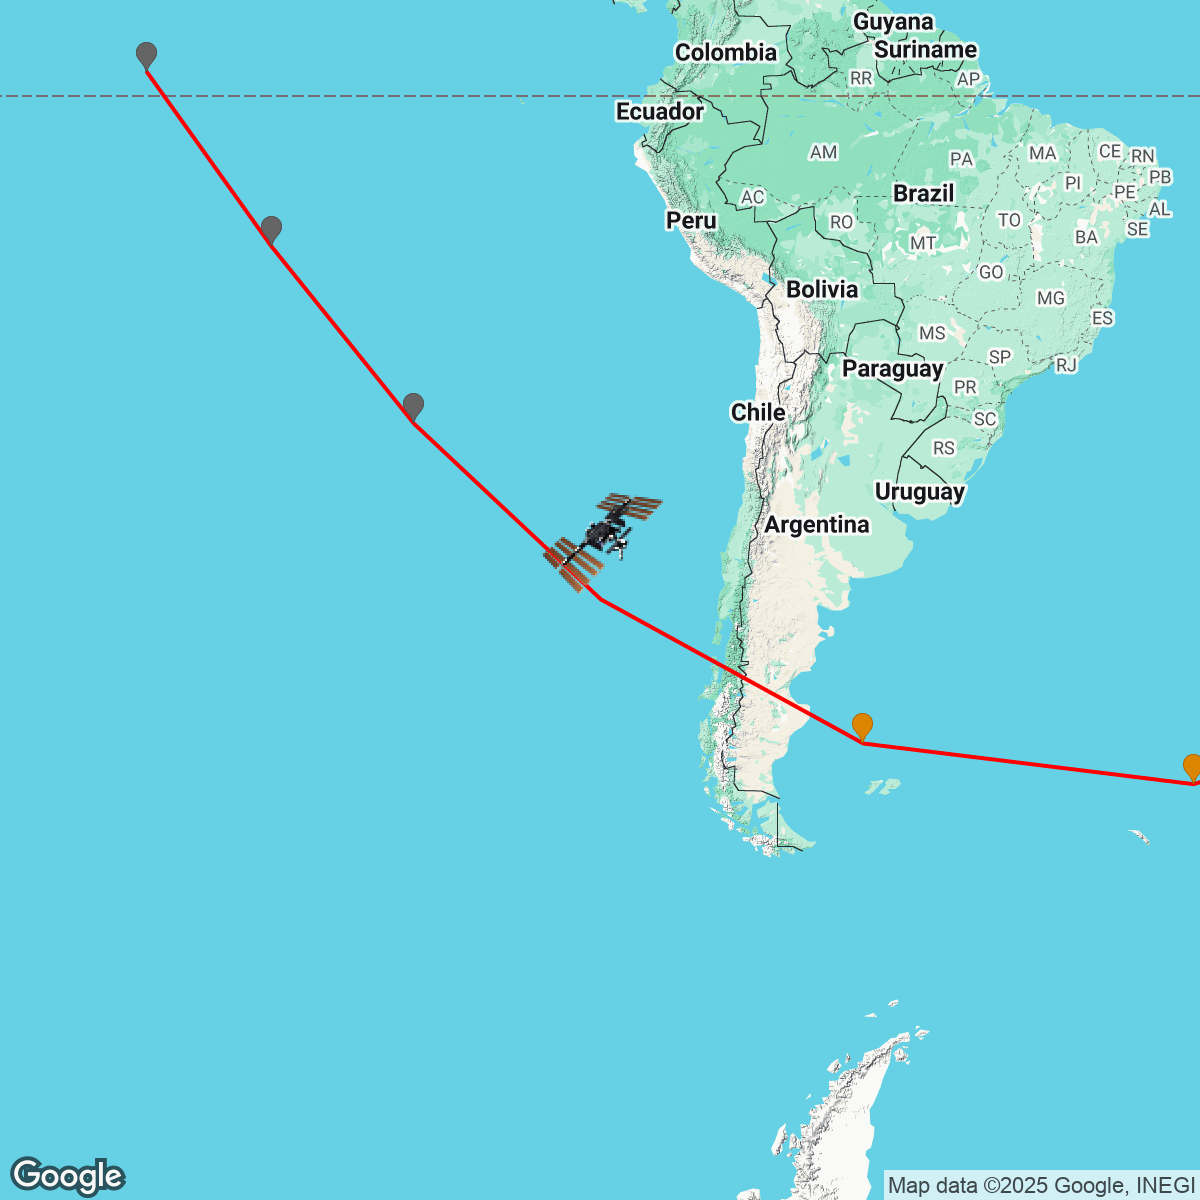 Guyana
Colombia
Suriname
RR
AP
Ecuador
AM
PA
MA
CE
RN
PB
PI
PE
AL
AC
Brazil
TO
SE
Peru
RO
BA
MT
GO
Bolivia
MG
ES
MS
SP
RJ
Paraguay
PR
Chile
SC
RS
Uruguay
Argentina
Google
Map data ©2025 Google, INEGI